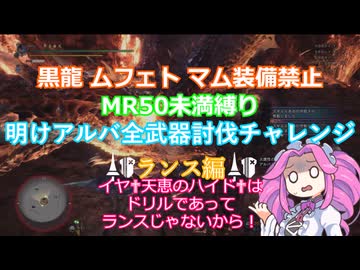 黒龍 ムフェト マム装備禁止
MR50未満縛り
明けアルバ全武器討伐チャレンジ
ランス編
イヤ✝天恵のハイド✝は
ドリルであって
ランスじゃないから！